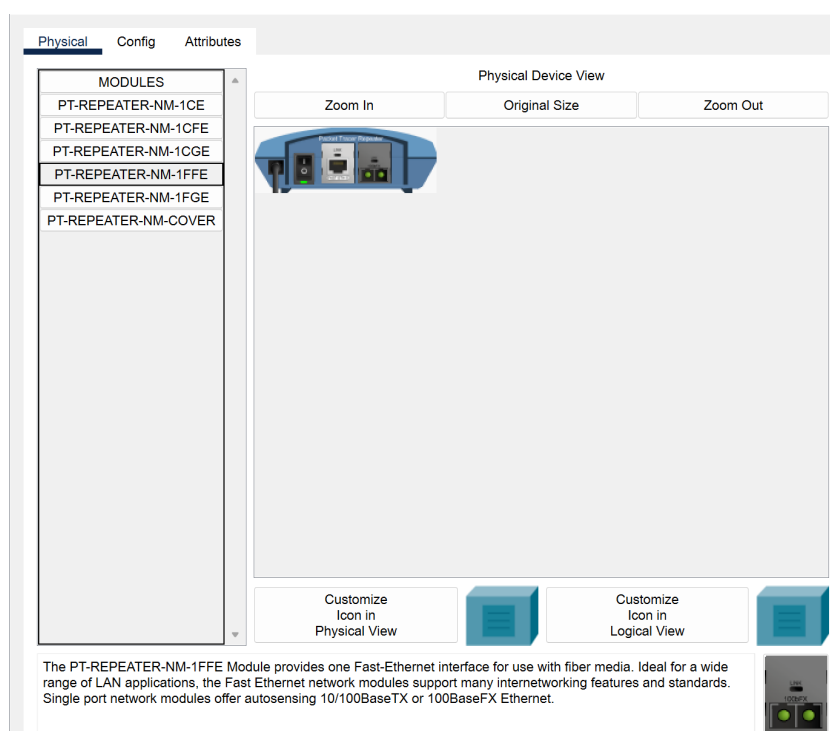 Physical Config Attributes
MODULES
PT-REPEATER-NM-1CE
PT-REPEATER-NM-1CFE
PT-REPEATER-NM-1CGE
PT-REPEATER-NM-1FFE
PT-REPEATER-NM-1FGE
PT-REPEATER-NM-COVER
Physical Device View
Zoom In Original Size Zoom Out
Packet Tracer Repeater
Customize
Icon in
Physical View
Customize
Icon in
Logical View
The PT-REPEATER-NM-1FFE Module provides one Fast-Ethernet interface for use with fiber media. Ideal for a wide
range of LAN applications, the Fast Ethernet network modules support many internetworking features and standards.
Single port network modules offer autosensing 10/100BaseTX or 100BaseFX Ethernet.
100BFX